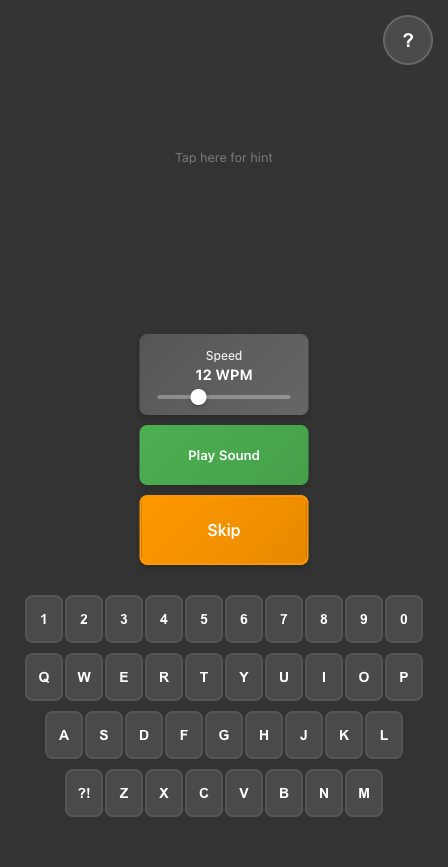 ?
Tap here for hint
Speed
12 WPM
Play Sound
Skip
1 2 3 4 5 6 7 8 9 0
Q W E R T Y U I O P
A S D F G H J K L
?! Z X C V B N M